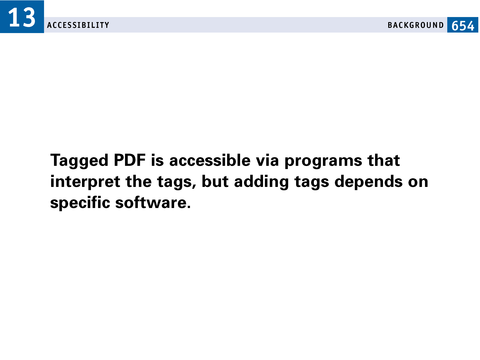 13 ACCESSIBILITY BACKGROUND 654
Tagged PDF is accessible via programs that
interpret the tags, but adding tags depends on
specific software.